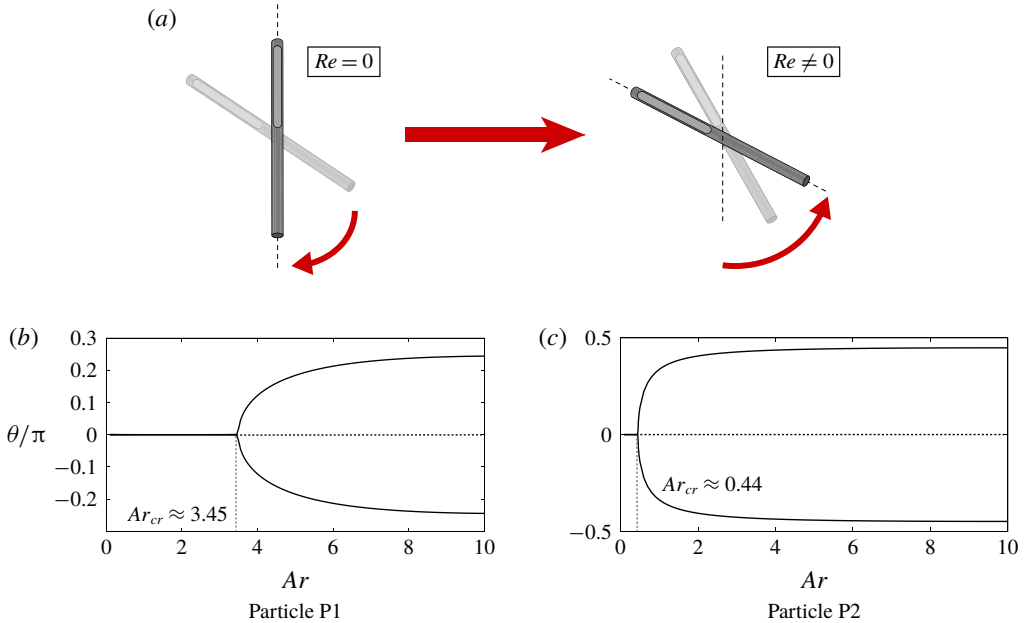 (a)
Re = 0
Re ≠ 0
(b)
0.3
0.2
0.1
0
−0.1
−0.2
θ/π
Ar_cr ≈ 3.45
0 2 4 6 8 10
Ar
Particle P1
(c)
0.5
0
−0.5
Ar_cr ≈ 0.44
0 2 4 6 8 10
Ar
Particle P2